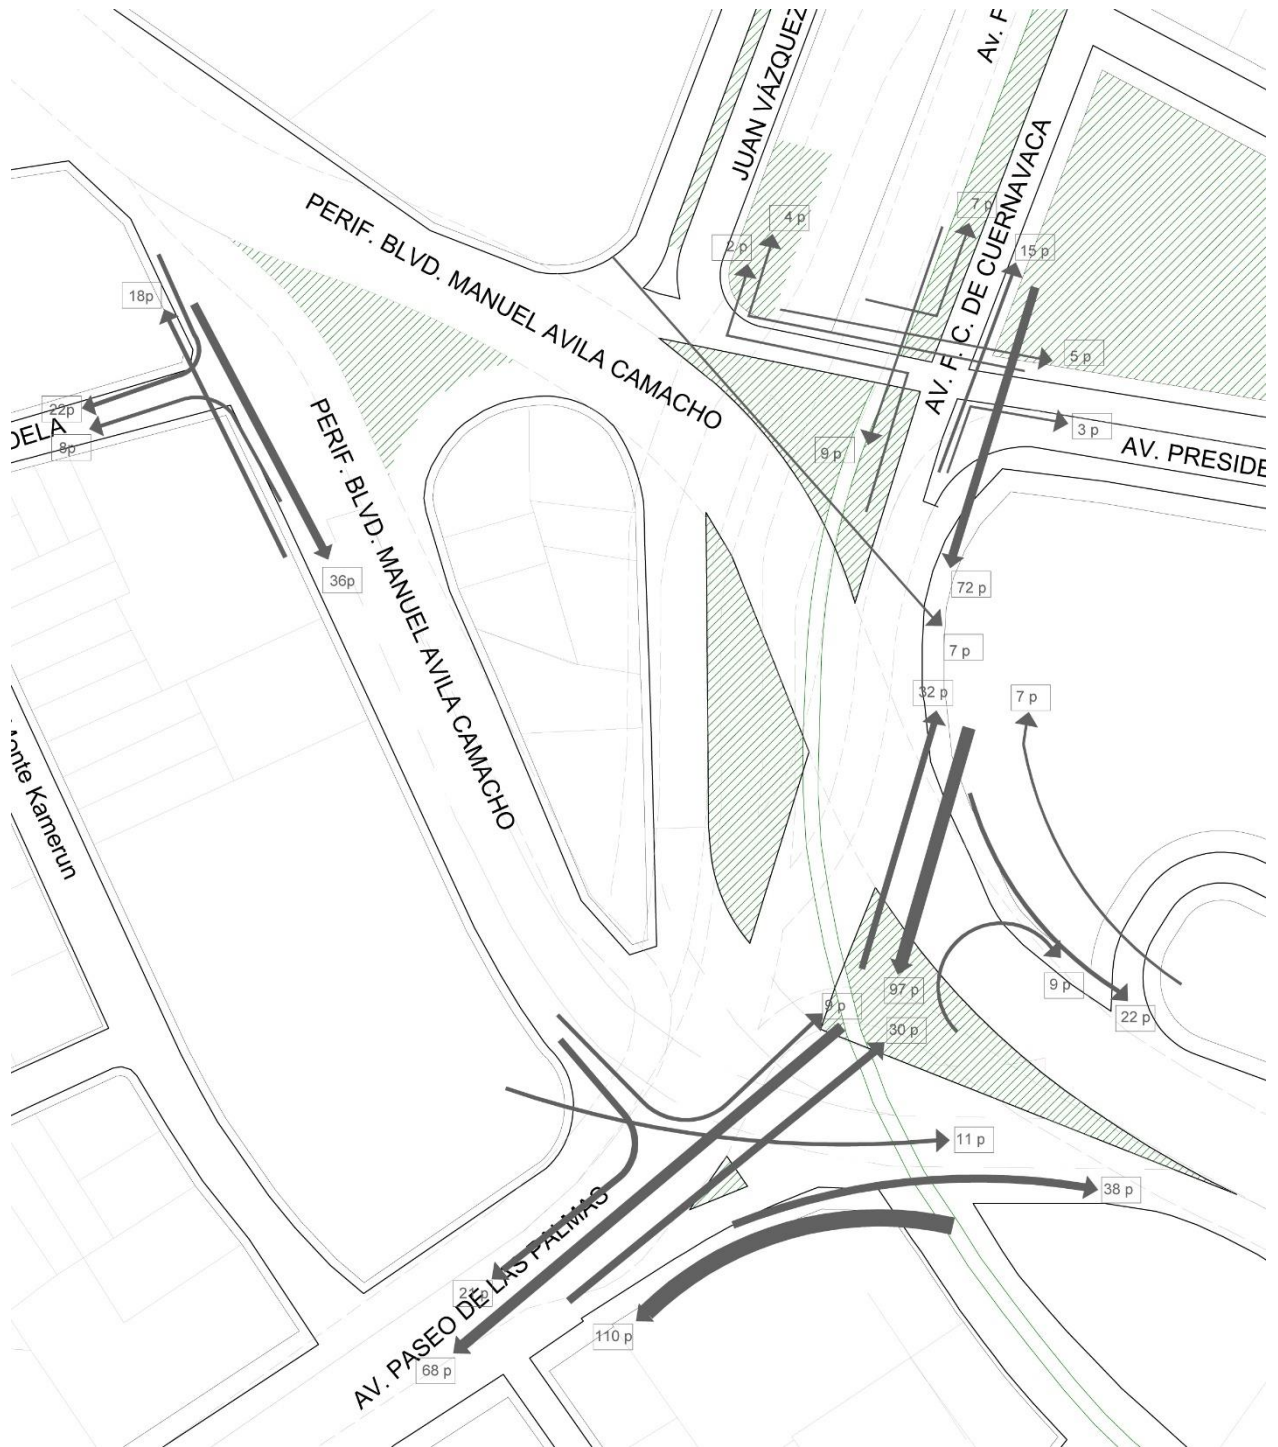 JUAN VÁZQUEZ
Av. F
PERIF. BLVD. MANUEL AVILA CAMACHO
AV. F. C. DE CUERNAVACA
4 p
2 p
7 p
15 p
18p
5 p
22p
DELA
8p
3 p
9 p
AV. PRESIDE
PERIF. BLVD. MANUEL AVILA CAMACHO
36p
72 p
7 p
32 p
7 p
Monte Kamerun
9 p
97 p
9 p
22 p
30 p
11 p
38 p
21 p
AV. PASEO DE LAS PALMAS
110 p
68 p